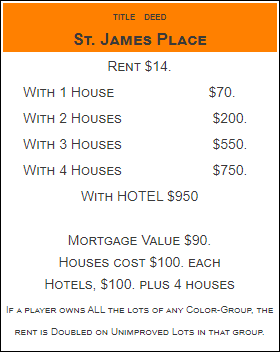 TITLE DEED
ST. JAMES PLACE
RENT $14.
WITH 1 HOUSE $70.
WITH 2 HOUSES $200.
WITH 3 HOUSES $550.
WITH 4 HOUSES $750.
WITH HOTEL $950
MORTGAGE VALUE $90.
HOUSES COST $100. EACH
HOTELS, $100. PLUS 4 HOUSES
IF A PLAYER OWNS ALL THE LOTS OF ANY COLOR-GROUP, THE
RENT IS DOUBLED ON UNIMPROVED LOTS IN THAT GROUP.